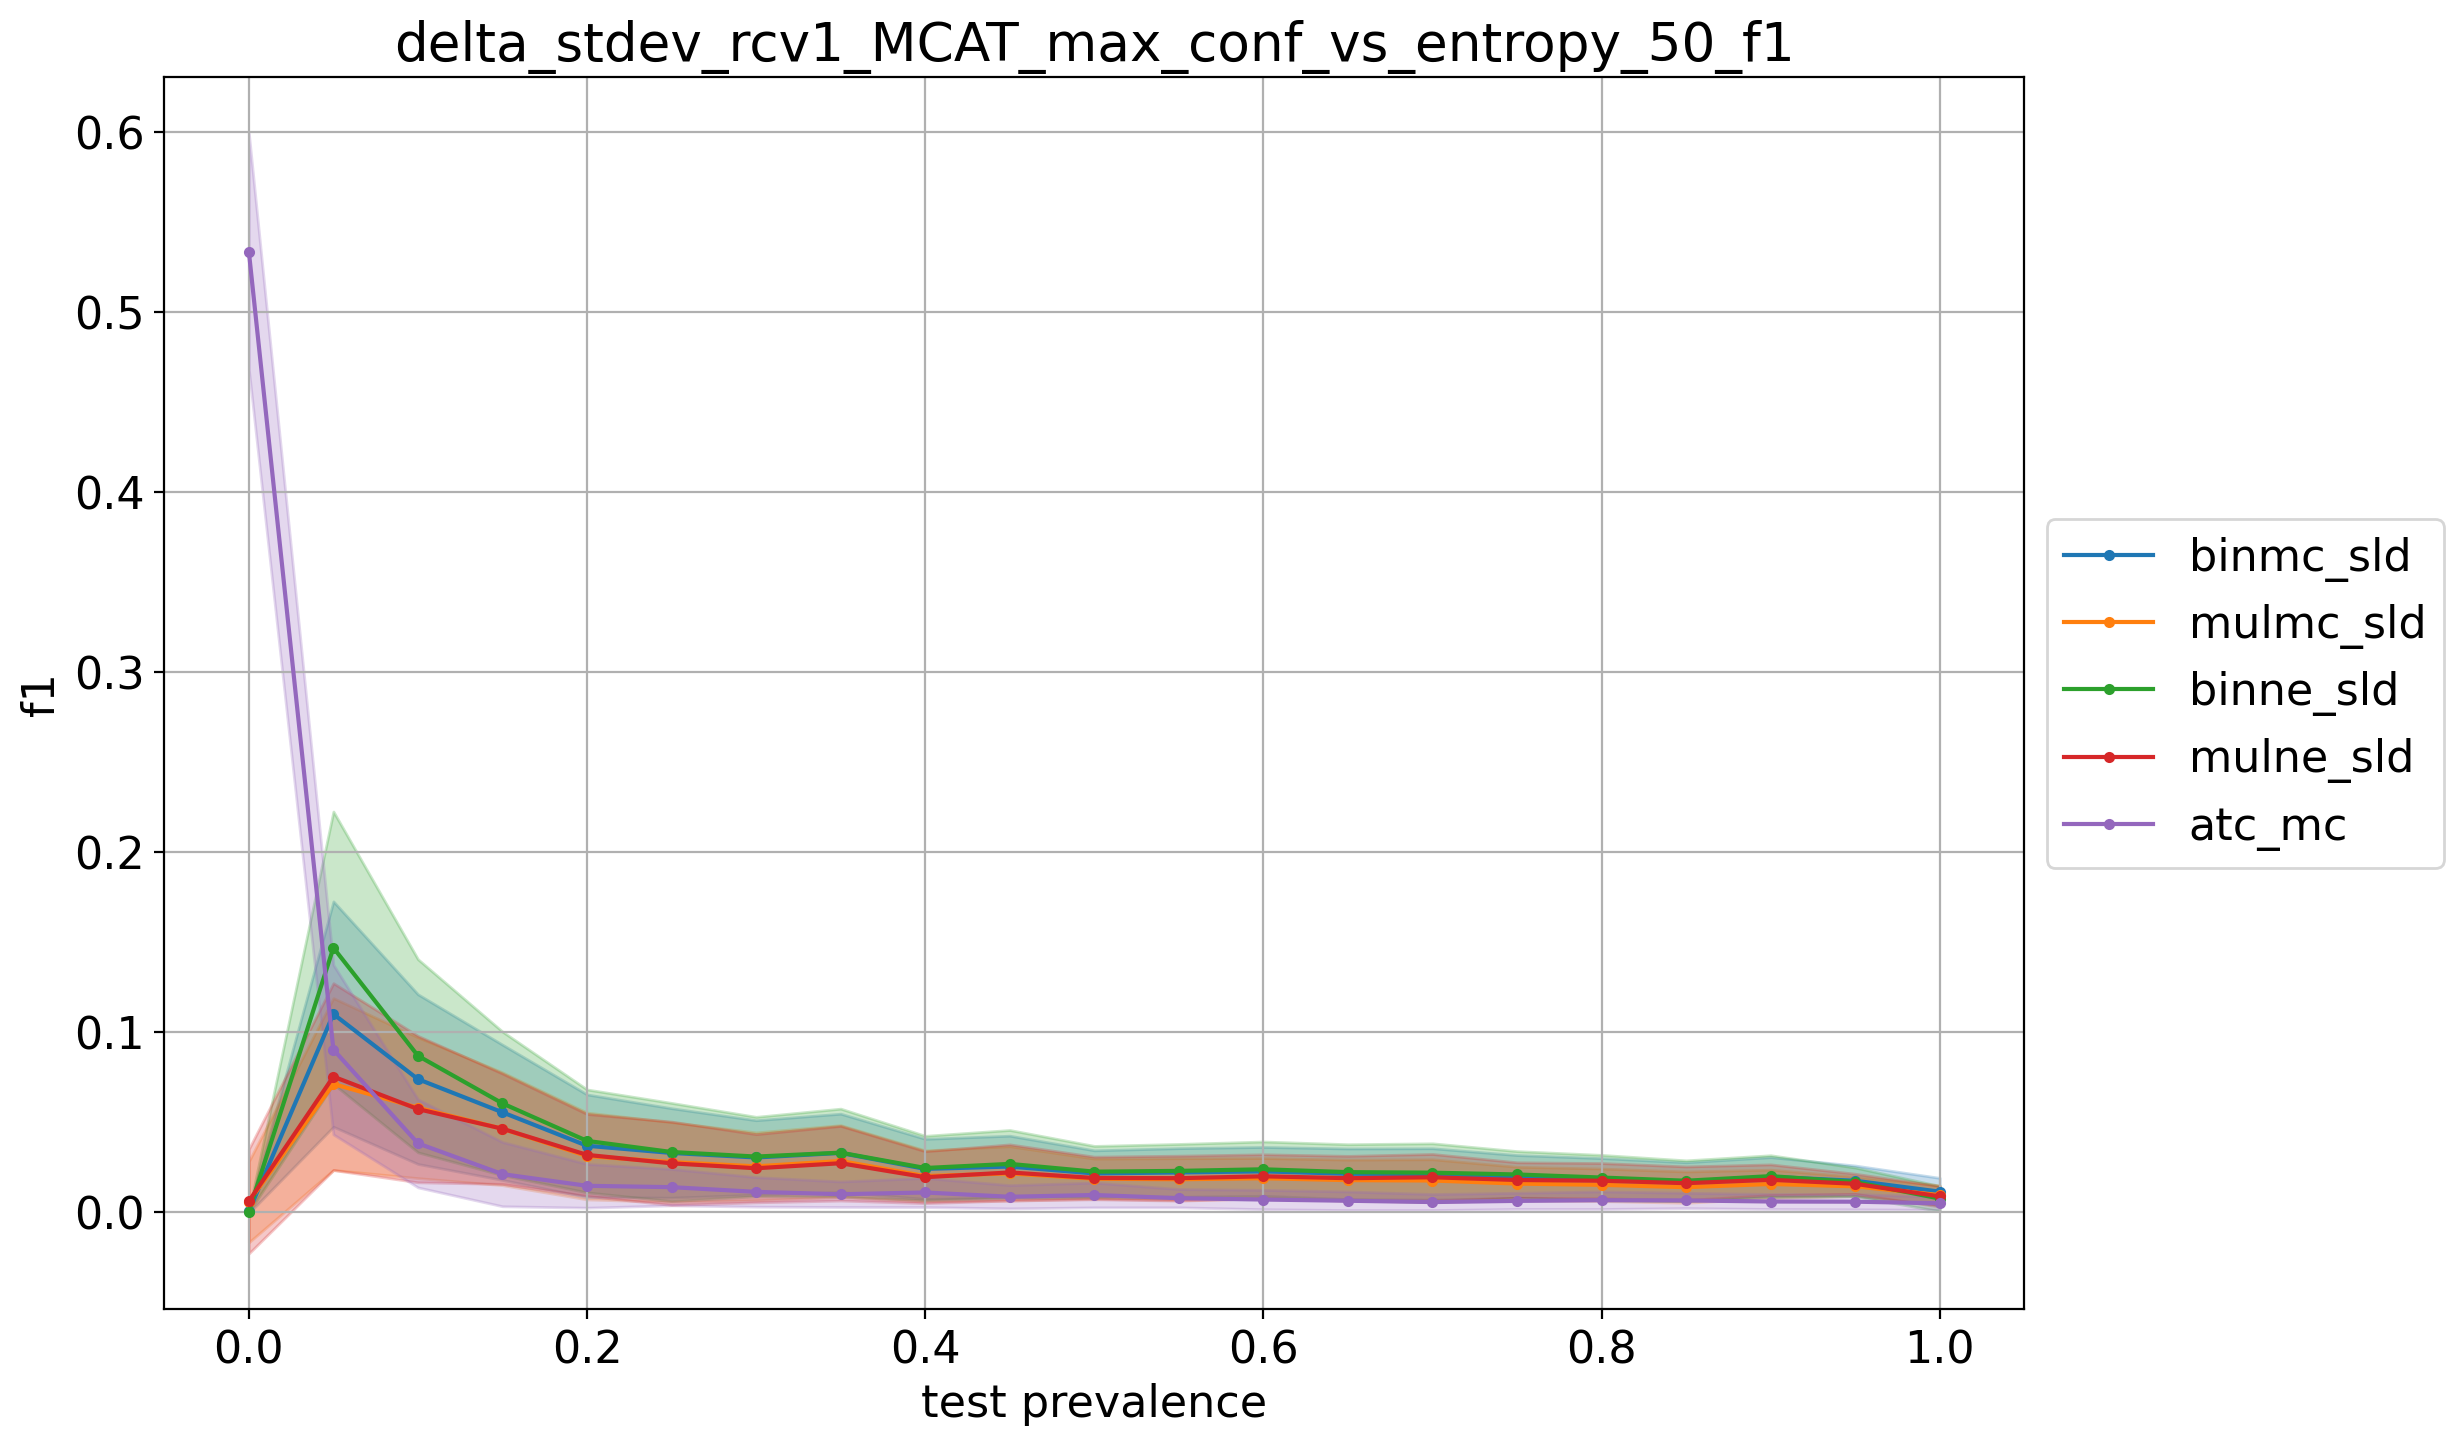 delta_stdev_rcv1_MCAT_max_conf_vs_entropy_50_f1
0.6
0.5
0.4
0.3
0.2
0.1
0.0
f1
0.0 0.2 0.4 0.6 0.8 1.0
test prevalence
binmc_sld
mulmc_sld
binne_sld
mulne_sld
atc_mc